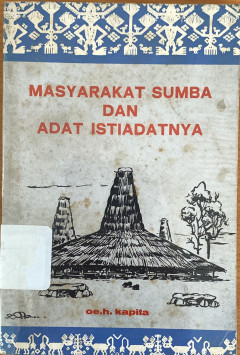 MASYARAKAT SUMBA
DAN
ADAT ISTIADATNYA
oe.h. kapita